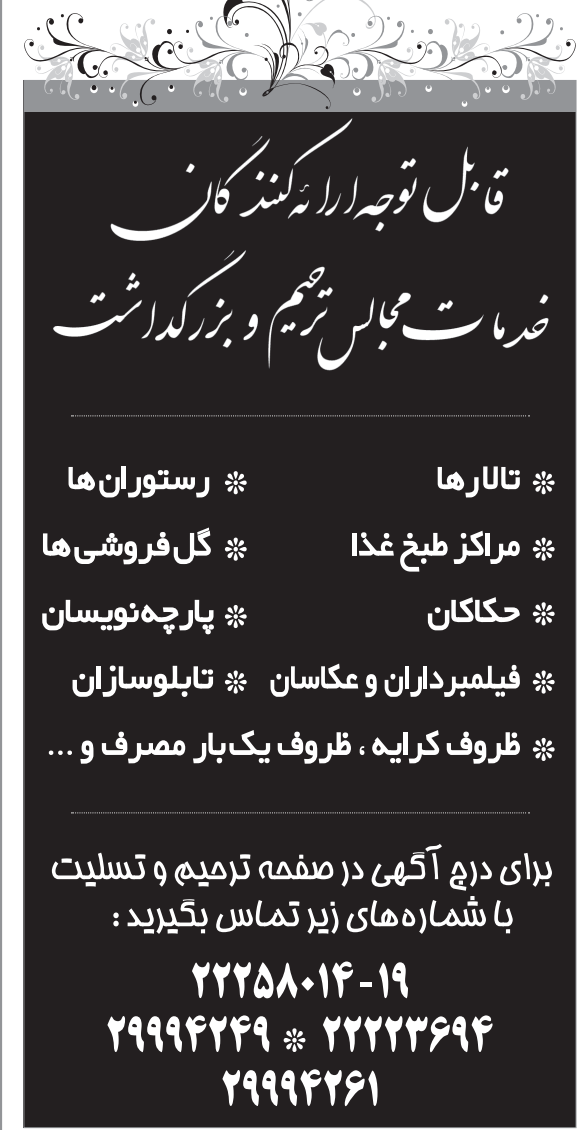 قابل توجه ارائه‌کنندگان
خدمات مجالس ترحیم و بزرگداشت
❊ تالارها ❊ رستوران‌ها
❊ مراکز طبخ غذا ❊ گل‌فروشی‌ها
❊ حکاکان ❊ پارچه‌نویسان
❊ فیلمبرداران و عکاسان ❊ تابلوسازان
❊ ظروف کرایه ، ظروف یک‌بار مصرف و ...
برای درج آگهی در صفحه ترحیم و تسلیت
با شماره‌های زیر تماس بگیرید :
۲۲۲۵۸۰۱۴-۱۹
۲۹۹۹۴۲۴۹ ❊ ۲۲۲۲۳۶۹۴
۲۹۹۹۴۲۶۱